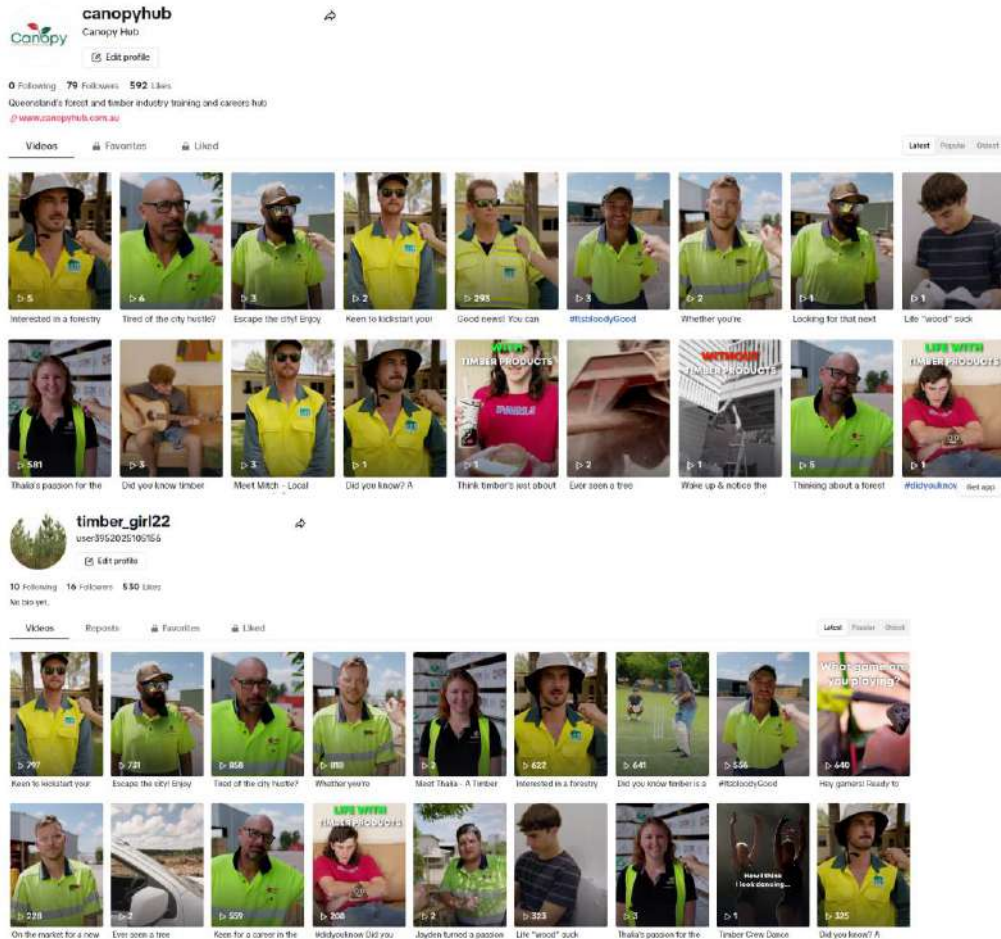 canopyhub
Canopy
Canopy Hub
Edit profile
0 Following 79 Followers 592 Likes
Queensland's forest and timber industry training and careers hub
www.canopyhub.com.au
Videos Favorites Liked
Latest Popular Oldest
5 6 3 2 293 3 2 1 1
Interested in a forestry Tired of the city hustle? Escape the city! Enjoy Keen to kickstart your Good news! You can #ItsbloodyGood Whether you're Looking for that next Life "wood" suck
WITH TIMBER PRODUCTS
WITHOUT TIMBER PRODUCTS
LIFE WITH TIMBER PRODUCTS
581 3 3 1 1 2 1 5 1
Thalia's passion for the Did you know timber Meet Mitch - Local Did you know? A Think timber's just about Ever seen a tree Wake up & notice the Thinking about a forest #didyouknow Get app
timber_girl22
user3952025105156
Edit profile
10 Following 16 Followers 530 Likes
No bio yet.
Videos Reposts Favorites Liked
Latest Popular Oldest
What game are you playing?
797 731 858 818 2 622 641 556 640
Keen to kickstart your Escape the city! Enjoy Tired of the city hustle? Whether you're Meet Thalia - A Timber Interested in a forestry Did you know timber is a #ItsbloodyGood Hey gamers! Ready to
LIFE WITH TIMBER PRODUCTS
How I think I look dancing...
228 2 559 208 2 323 3 1 325
On the market for a new Ever seen a tree Keen for a career in the #didyouknow Did you Jayden turned a passion Life "wood" suck Thalia's passion for the Timber Crew Dance Did you know? A